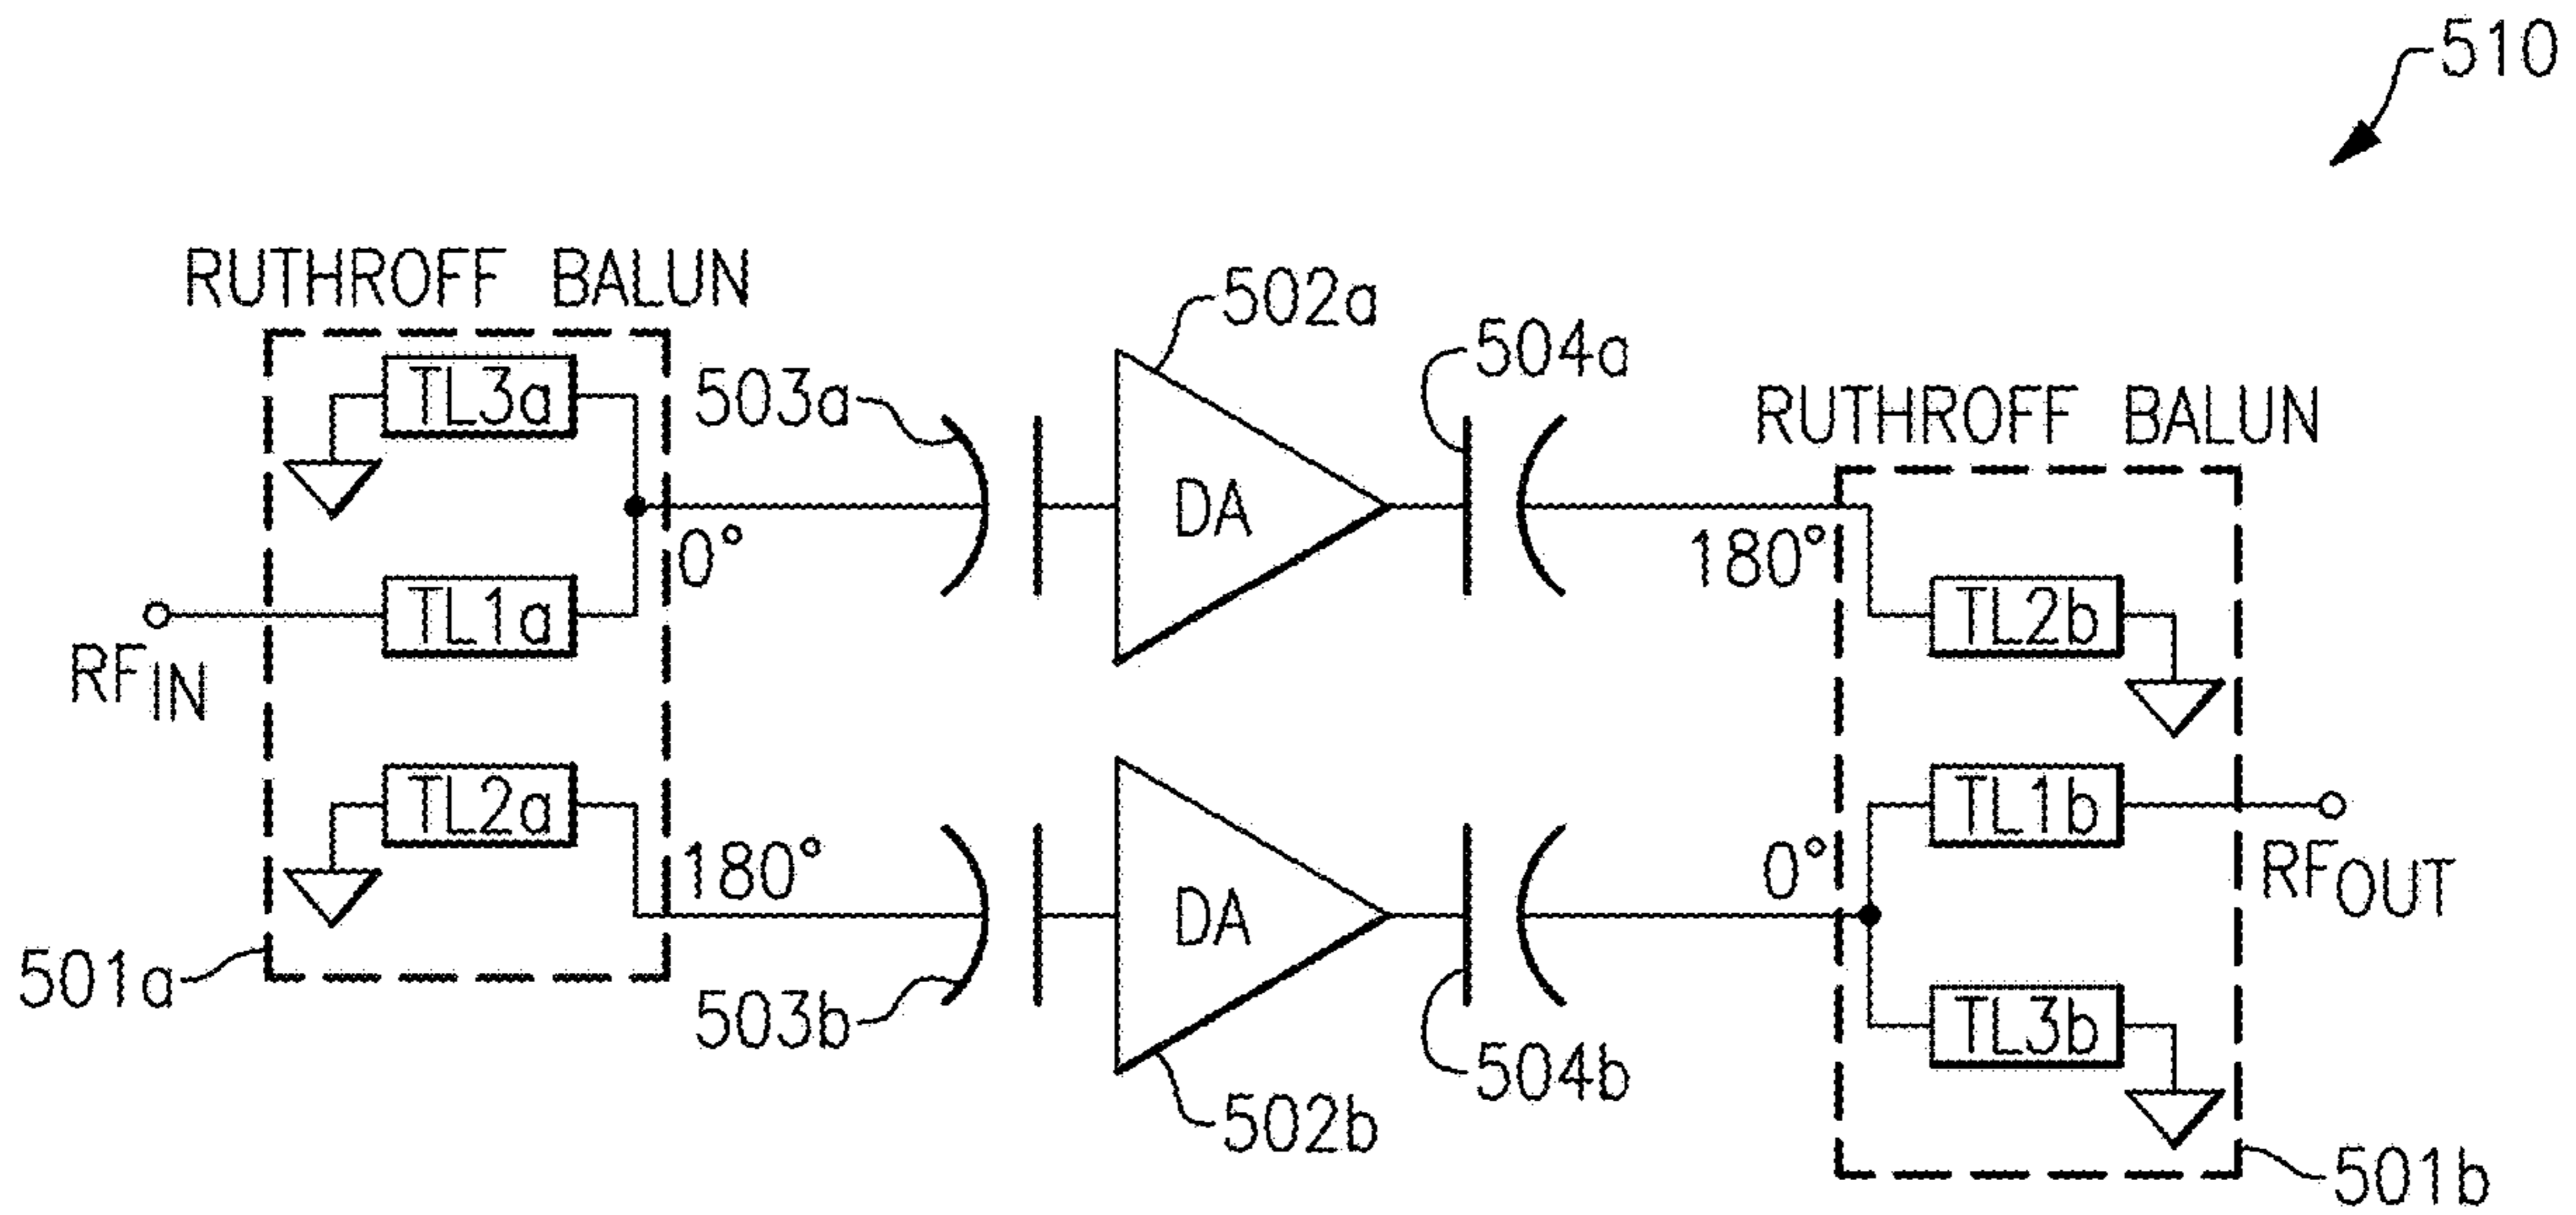 510
RUTHROFF BALUN
502a
504a
TL3a
503a
RUTHROFF BALUN
DA
0°
180°
TL1a
TL2b
RFIN
TL2a
TL1b
180°
0°
RFOUT
DA
501a
503b
TL3b
504b
502b
501b